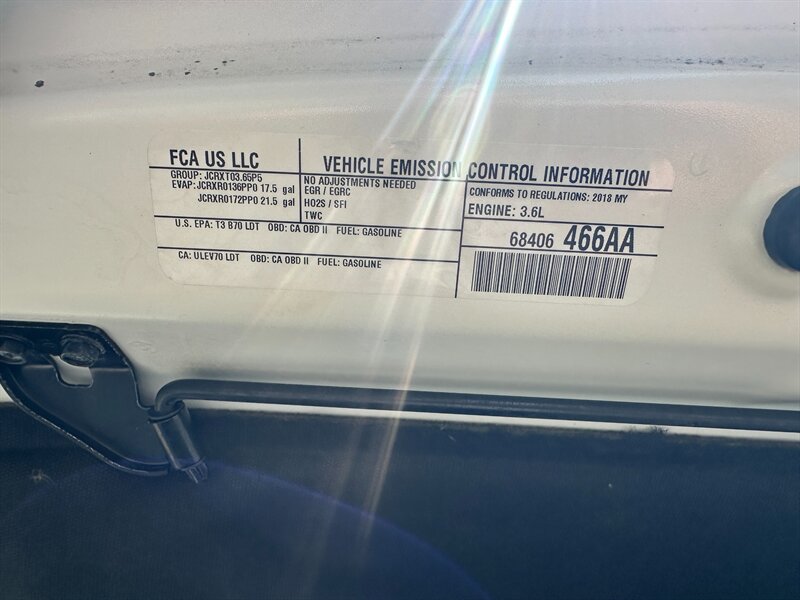 FCA US LLC
VEHICLE EMISSION CONTROL INFORMATION
GROUP: JCRXT03.65P5
EVAP: JCRXR0136PP0 17.5 gal
JCRXR0172PP0 21.5 gal
NO ADJUSTMENTS NEEDED
EGR / EGRC
HO2S / SFI
TWC
CONFORMS TO REGULATIONS: 2018 MY
ENGINE: 3.6L
U.S. EPA: T3 B70 LDT OBD: CA OBD II FUEL: GASOLINE
CA: ULEV70 LDT OBD: CA OBD II FUEL: GASOLINE
68406 466AA